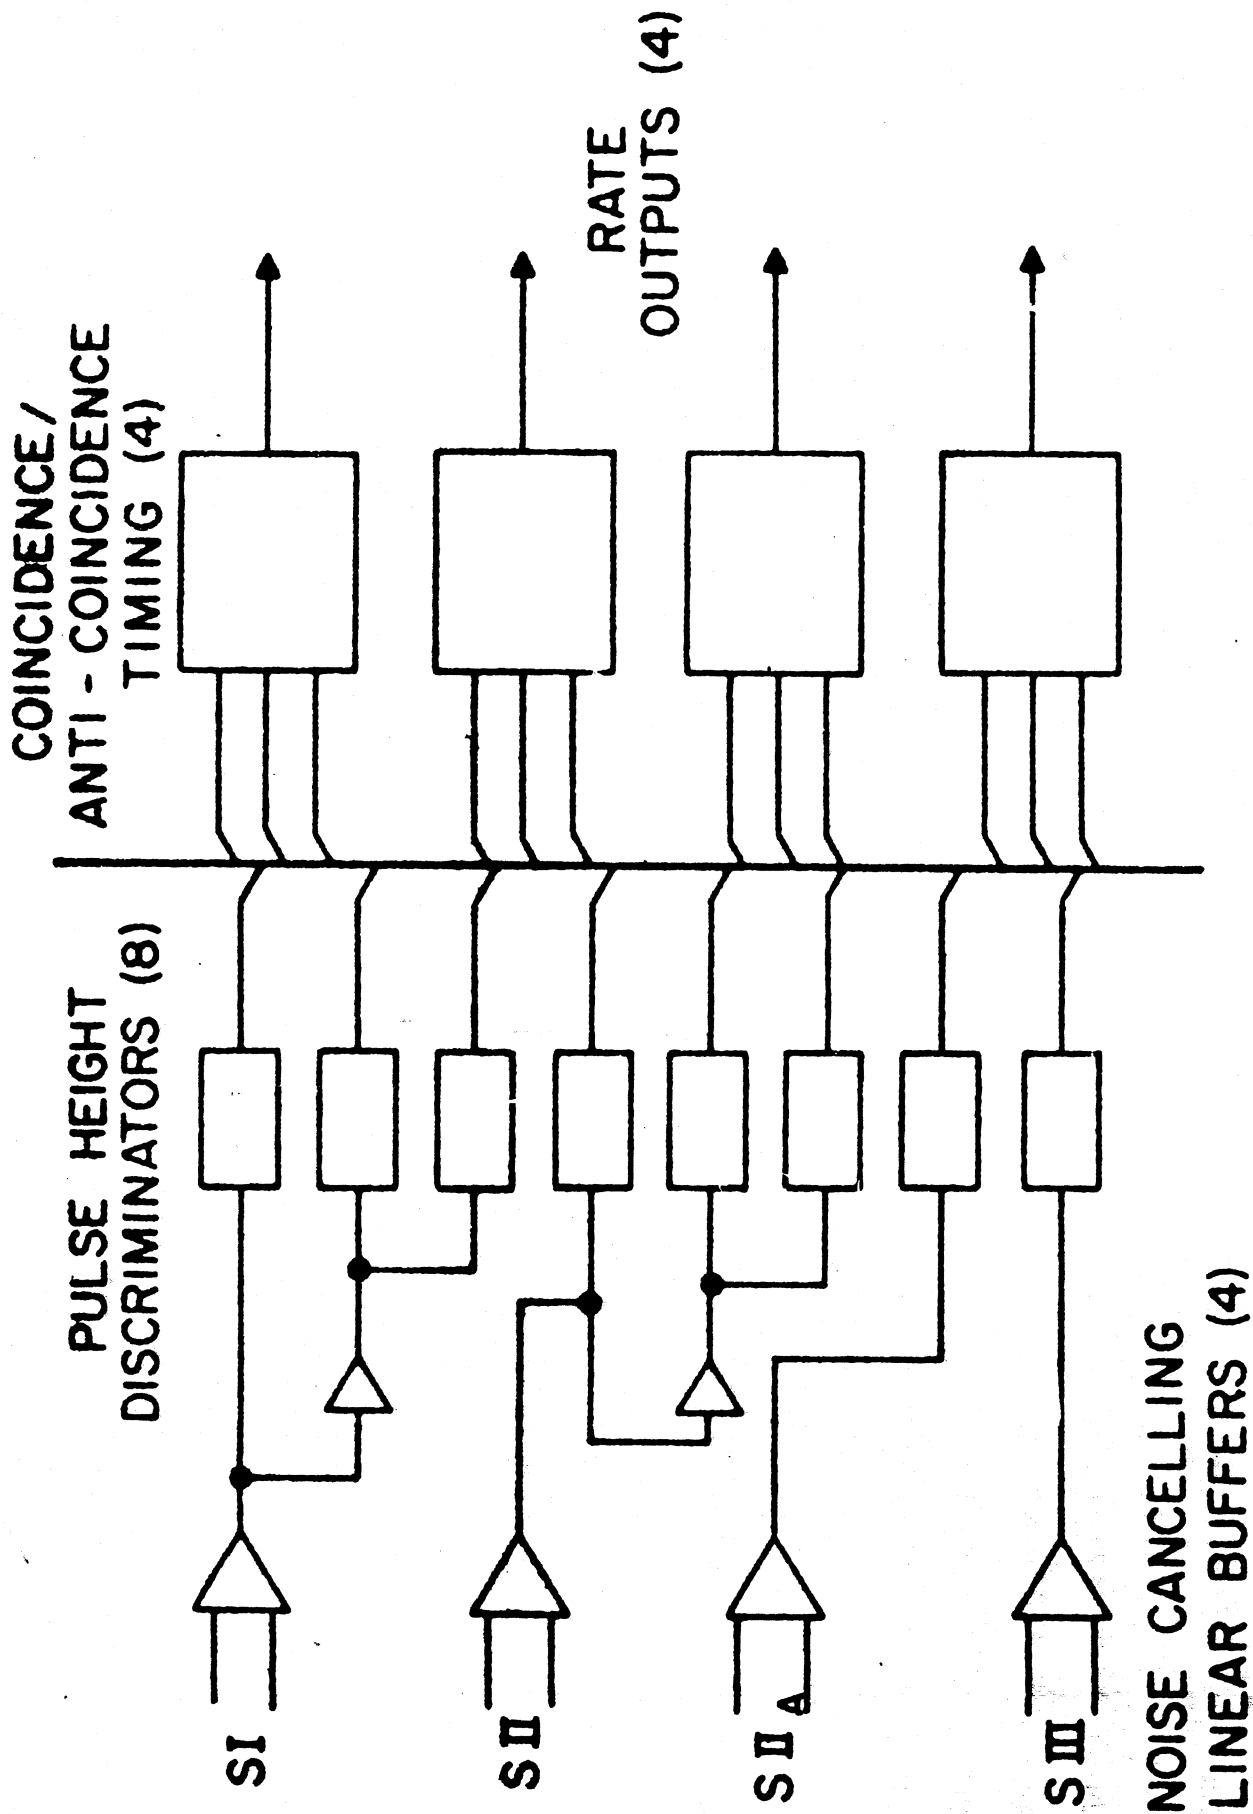 COINCIDENCE/
ANTI-COINCIDENCE
TIMING (4)
PULSE HEIGHT
DISCRIMINATORS (8)
RATE
OUTPUTS (4)
SI
SII
SII A
SIII
NOISE CANCELLING
LINEAR BUFFERS (4)